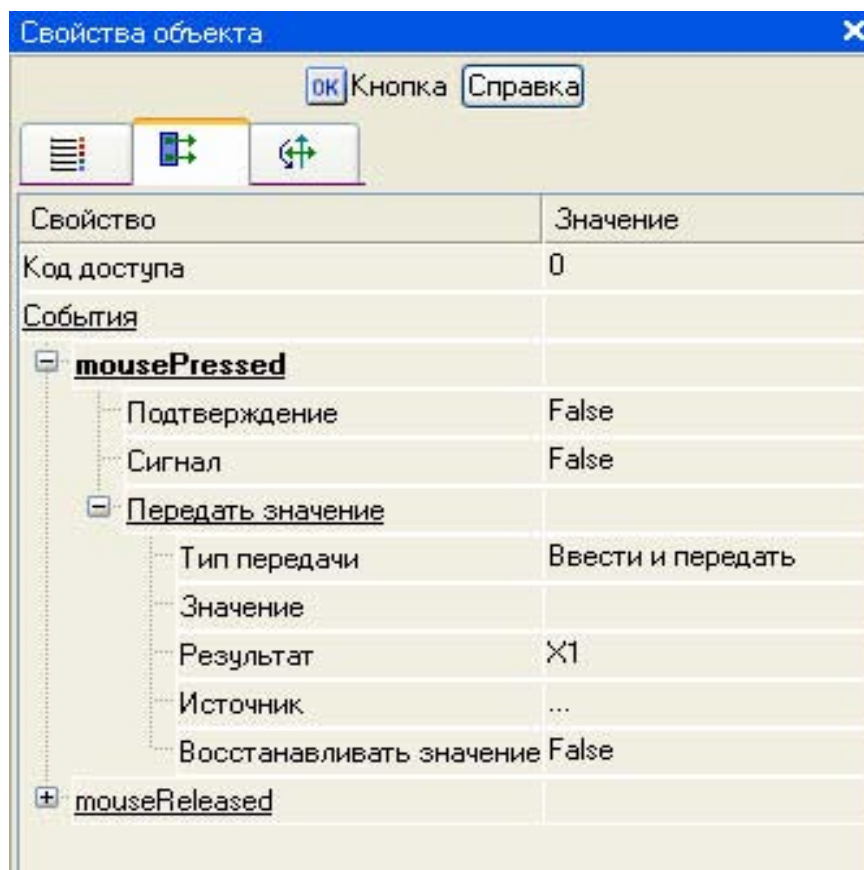 Свойства объекта
ОК Кнопка Справка
Свойство Значение
Код доступа 0
События
mousePressed
Подтверждение False
Сигнал False
Передать значение
Тип передачи Ввести и передать
Значение
Результат X1
Источник ...
Восстанавливать значение False
mouseReleased